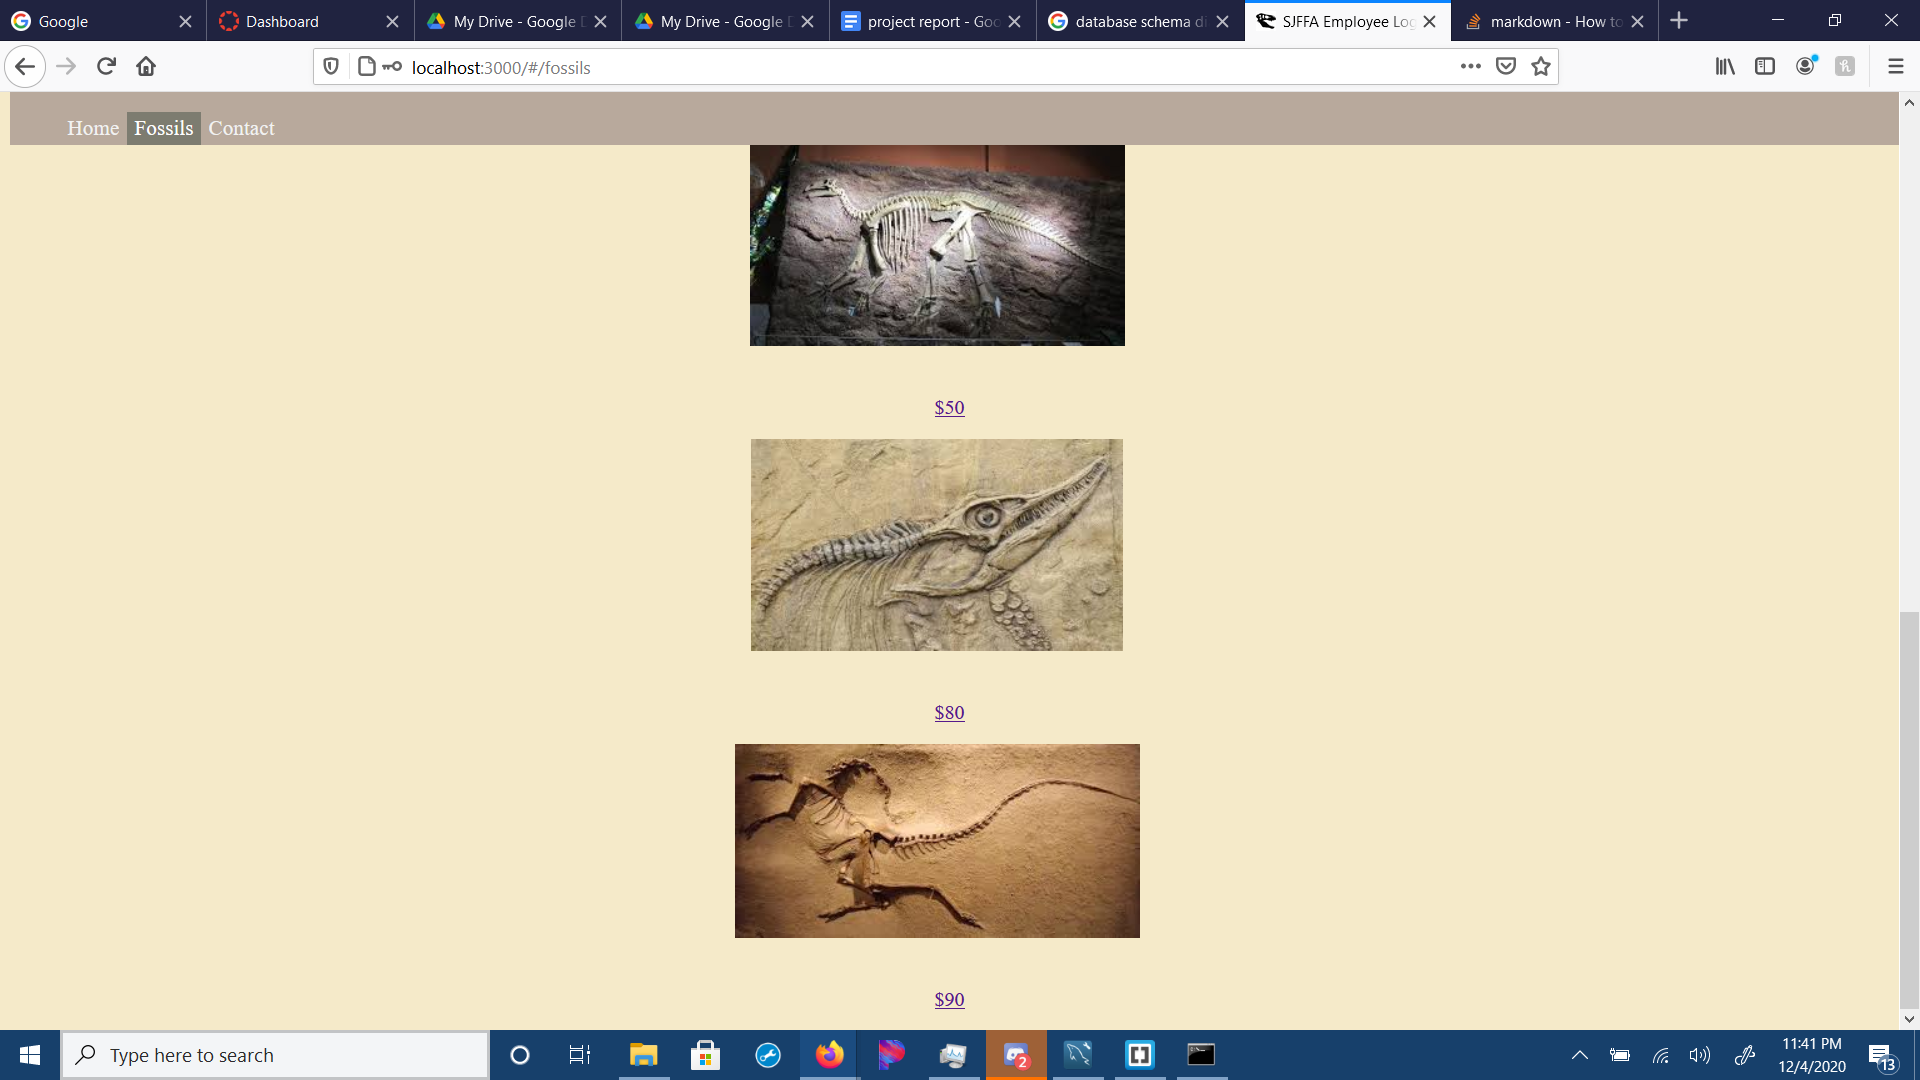 Google
Dashboard
My Drive - Google D
My Drive - Google D
project report - Goo
database schema di
SJFFA Employee Log
markdown - How to
localhost:3000/#/fossils
Home Fossils Contact
$50
$80
$90
Type here to search
2
11:41 PM
12/4/2020
13